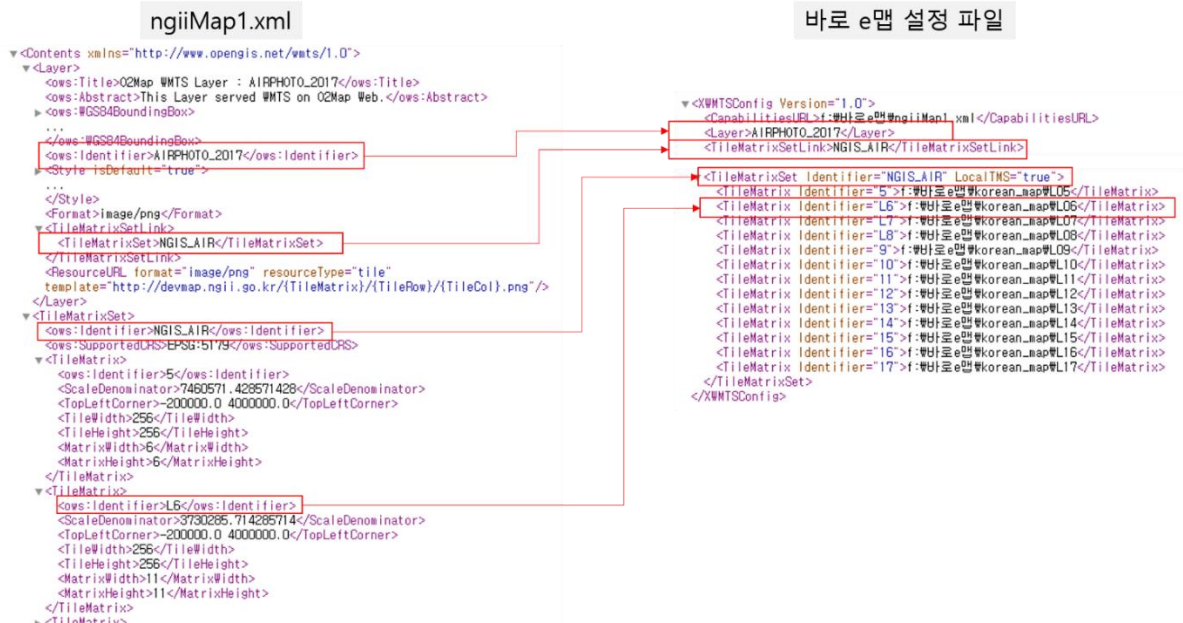 ngiiMap1.xml
▼<Contents xmlns="http://www.opengis.net/wmts/1.0">
▼<Layer>
<ows:Title>O2Map WMTS Layer : AIRPHOTO_2017</ows:Title>
<ows:Abstract>This Layer served WMTS on O2Map Web.</ows:Abstract>
▶<ows:WGS84BoundingBox>
...
</ows:WGS84BoundingBox>
<ows:Identifier>AIRPHOTO_2017</ows:Identifier>
▶<Style isDefault="true">
...
</Style>
<Format>image/png</Format>
▼<TileMatrixSetLink>
<TileMatrixSet>NGIS_AIR</TileMatrixSet>
</TileMatrixSetLink>
<ResourceURL format="image/png" resourceType="tile"
template="http://devmap.ngii.go.kr/{TileMatrix}/{TileRow}/{TileCol}.png"/>
</Layer>
▼<TileMatrixSet>
<ows:Identifier>NGIS_AIR</ows:Identifier>
<ows:SupportedCRS>EPSG:5179</ows:SupportedCRS>
▼<TileMatrix>
<ows:Identifier>5</ows:Identifier>
<ScaleDenominator>7460571.428571428</ScaleDenominator>
<TopLeftCorner>-200000.0 4000000.0</TopLeftCorner>
<TileWidth>256</TileWidth>
<TileHeight>256</TileHeight>
<MatrixWidth>6</MatrixWidth>
<MatrixHeight>6</MatrixHeight>
</TileMatrix>
▼<TileMatrix>
<ows:Identifier>L6</ows:Identifier>
<ScaleDenominator>3730285.714285714</ScaleDenominator>
<TopLeftCorner>-200000.0 4000000.0</TopLeftCorner>
<TileWidth>256</TileWidth>
<TileHeight>256</TileHeight>
<MatrixWidth>11</MatrixWidth>
<MatrixHeight>11</MatrixHeight>
</TileMatrix>
▶<TileMatrix>
바로 e맵 설정 파일
▼<XWMTSConfig Version="1.0">
<CapabilitiesURL>f:₩바로e맵₩ngiiMap1.xml</CapabilitiesURL>
<Layer>AIRPHOTO_2017</Layer>
<TileMatrixSetLink>NGIS_AIR</TileMatrixSetLink>
▼<TileMatrixSet Identifier="NGIS_AIR" LocalTMS="true">
<TileMatrix Identifier="5">f:₩바로e맵₩korean_map₩L05</TileMatrix>
<TileMatrix Identifier="L6">f:₩바로e맵₩korean_map₩L06</TileMatrix>
<TileMatrix Identifier="L7">f:₩바로e맵₩korean_map₩L07</TileMatrix>
<TileMatrix Identifier="L8">f:₩바로e맵₩korean_map₩L08</TileMatrix>
<TileMatrix Identifier="9">f:₩바로e맵₩korean_map₩L09</TileMatrix>
<TileMatrix Identifier="10">f:₩바로e맵₩korean_map₩L10</TileMatrix>
<TileMatrix Identifier="11">f:₩바로e맵₩korean_map₩L11</TileMatrix>
<TileMatrix Identifier="12">f:₩바로e맵₩korean_map₩L12</TileMatrix>
<TileMatrix Identifier="13">f:₩바로e맵₩korean_map₩L13</TileMatrix>
<TileMatrix Identifier="14">f:₩바로e맵₩korean_map₩L14</TileMatrix>
<TileMatrix Identifier="15">f:₩바로e맵₩korean_map₩L15</TileMatrix>
<TileMatrix Identifier="16">f:₩바로e맵₩korean_map₩L16</TileMatrix>
<TileMatrix Identifier="17">f:₩바로e맵₩korean_map₩L17</TileMatrix>
</TileMatrixSet>
</XWMTSConfig>